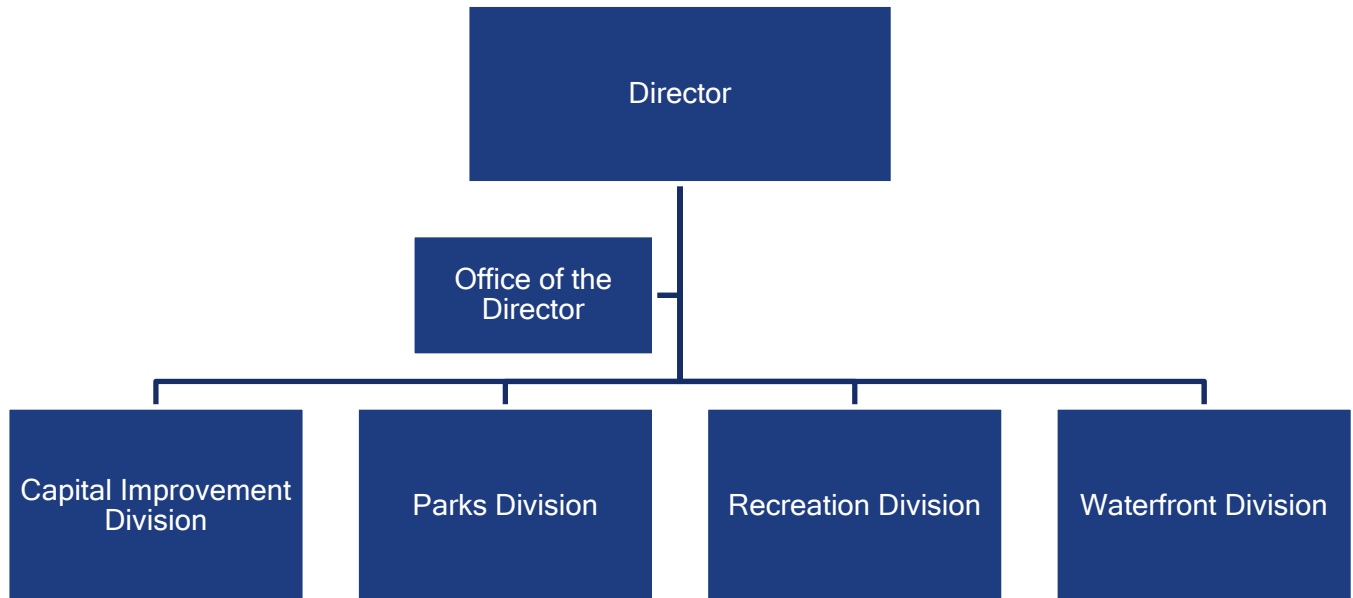 Director
Office of the
Director
Capital Improvement
Division
Parks Division
Recreation Division
Waterfront Division